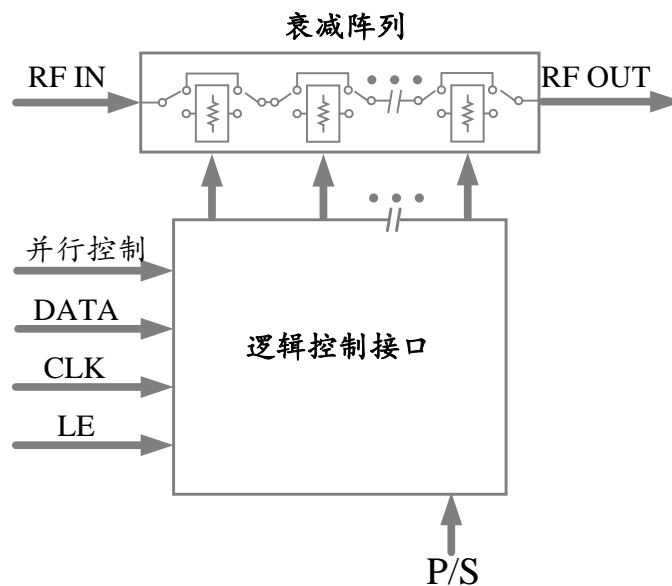 衰减阵列
RF IN
RF OUT
并行控制
DATA
逻辑控制接口
CLK
LE
P/S